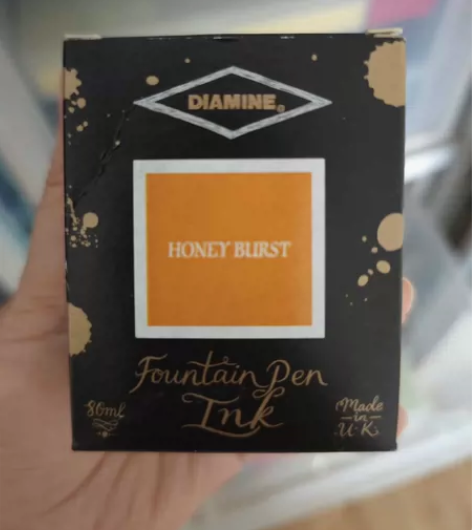 DIAMINE®
HONEY BURST
Fountain Pen
Ink
80ml
Made
in
U.K